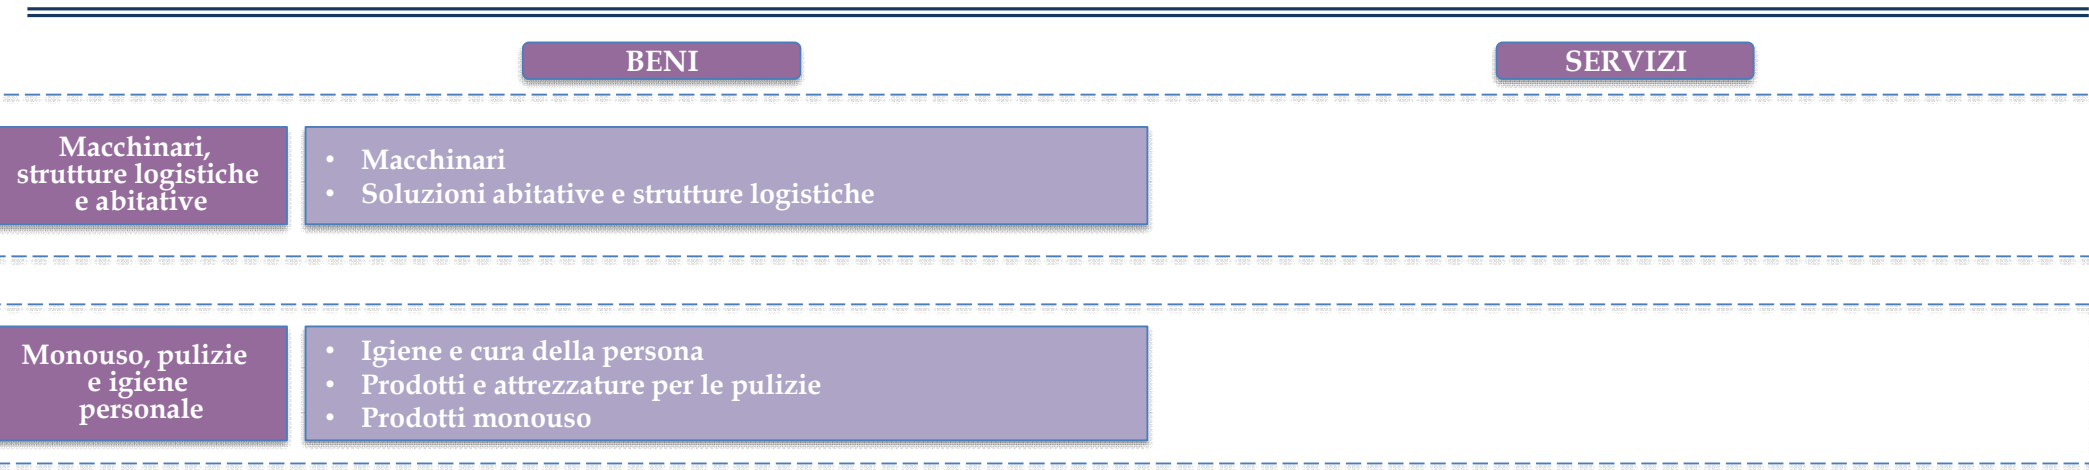 BENI
SERVIZI
Macchinari,
strutture logistiche
e abitative
• Macchinari
• Soluzioni abitative e strutture logistiche
Monouso, pulizie
e igiene
personale
• Igiene e cura della persona
• Prodotti e attrezzature per le pulizie
• Prodotti monouso